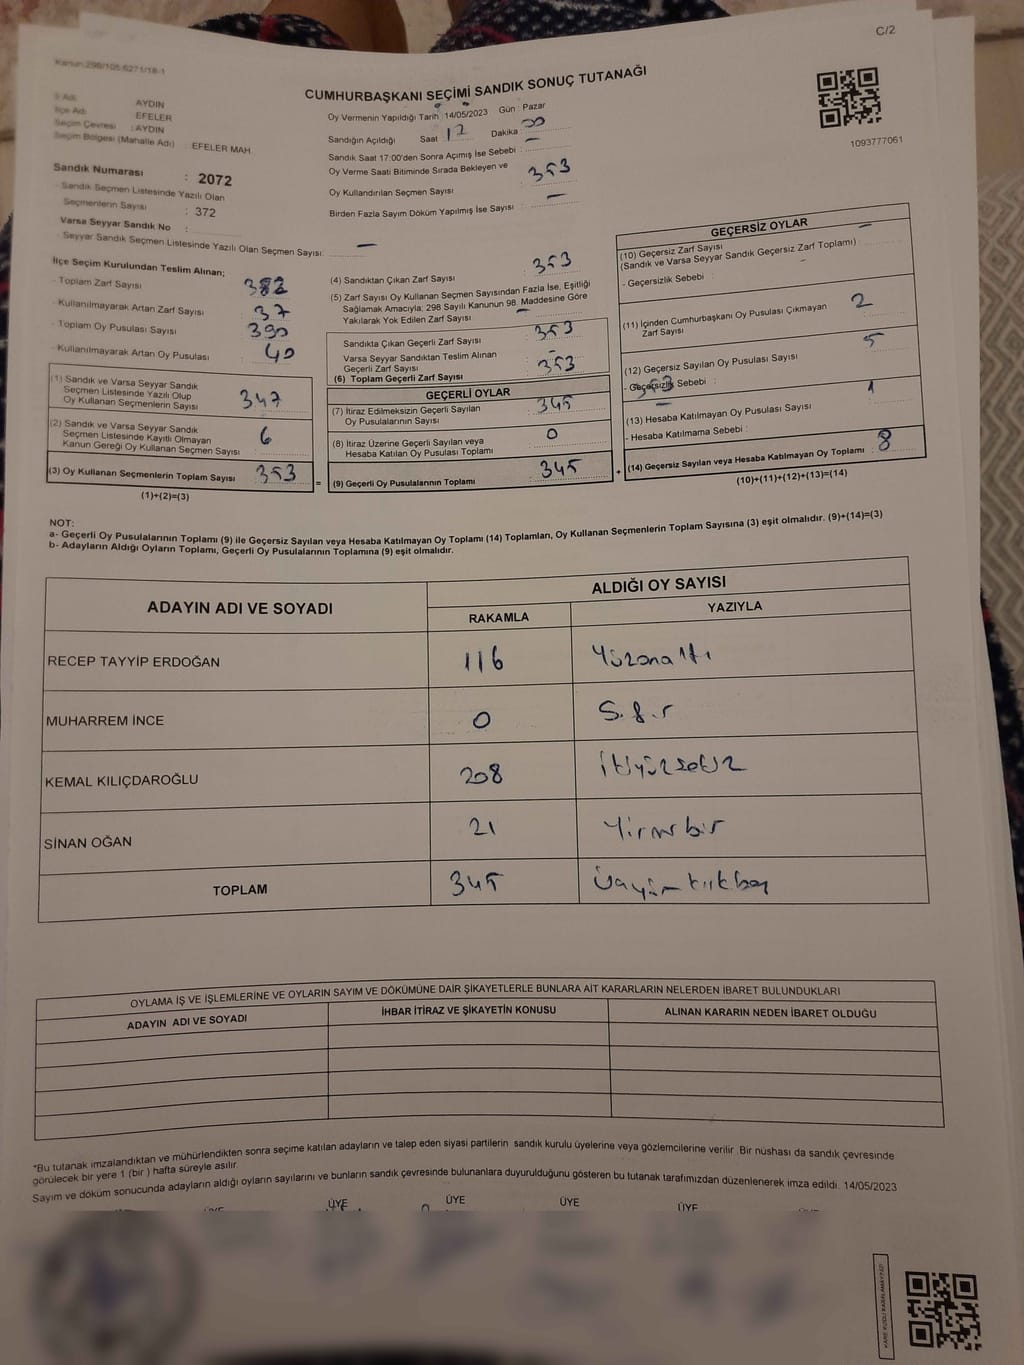 C/2
Kanun:298/105,6271/18-1
CUMHURBAŞKANI SEÇİMİ SANDIK SONUÇ TUTANAĞI
İl Adı AYDIN
İlçe Adı EFELER
Seçim Çevresi : AYDIN
Seçim Bölgesi (Mahalle Adı) : EFELER MAH.
Sandık Numarası : 2072
- Sandık Seçmen Listesinde Yazılı Olan
Seçmenlerin Sayısı : 372
Varsa Seyyar Sandık No :
- Seyyar Sandık Seçmen Listesinde Yazılı Olan Seçmen Sayısı: —
Oy Vermenin Yapıldığı Tarih : 14/05/2023 Gün : Pazar
Sandığın Açıldığı Saat 17 Dakika : 00
Sandık Saat 17:00'den Sonra Açımış İse Sebebi : —
Oy Verme Saati Bitiminde Sırada Bekleyen ve
Oy Kullandırılan Seçmen Sayısı 353
Birden Fazla Sayım Döküm Yapılmış İse Sayısı —
1093777061
İlçe Seçim Kurulundan Teslim Alınan;
- Toplam Zarf Sayısı
- Kullanılmayarak Artan Zarf Sayısı 37
- Toplam Oy Pusulası Sayısı 390
- Kullanılmayarak Artan Oy Pusulası 40
(1) Sandık ve Varsa Seyyar Sandık
Seçmen Listesinde Yazılı Olup
Oy Kullanan Seçmenlerin Sayısı 347
(2) Sandık ve Varsa Seyyar Sandık
Seçmen Listesinde Kayıtlı Olmayan
Kanun Gereği Oy Kullanan Seçmen Sayısı 6
(3) Oy Kullanan Seçmenlerin Toplam Sayısı 353
(1)+(2)=(3)
(4) Sandıktan Çıkan Zarf Sayısı 353
(5) Zarf Sayısı Oy Kullanan Seçmen Sayısından Fazla İse, Eşitliği
Sağlamak Amacıyla, 298 Sayılı Kanunun 98. Maddesine Göre
Yakılarak Yok Edilen Zarf Sayısı —
Sandıkta Çıkan Geçerli Zarf Sayısı 353
Varsa Seyyar Sandıktan Teslim Alınan
Geçerli Zarf Sayısı —
(6) Toplam Geçerli Zarf Sayısı 353
GEÇERLİ OYLAR
(7) İtiraz Edilmeksizin Geçerli Sayılan
Oy Pusulalarının Sayısı 345
(8) İtiraz Üzerine Geçerli Sayılan veya
Hesaba Katılan Oy Pusulası Toplamı 0
= (9) Geçerli Oy Pusulalarının Toplamı 345
GEÇERSİZ OYLAR
(10) Geçersiz Zarf Sayısı —
(Sandık ve Varsa Seyyar Sandık Geçersiz Zarf Toplamı) :
- Geçersizlik Sebebi : —
(11) İçinden Cumhurbaşkanı Oy Pusulası Çıkmayan
Zarf Sayısı 2
(12) Geçersiz Sayılan Oy Pusulası Sayısı 5
- Geçersizlik Sebebi : 353
(13) Hesaba Katılmayan Oy Pusulası Sayısı 1
- Hesaba Katılmama Sebebi : —
+ (14) Geçersiz Sayılan veya Hesaba Katılmayan Oy Toplamı : 8
(10)+(11)+(12)+(13)=(14)
NOT:
a- Geçerli Oy Pusulalarının Toplamı (9) ile Geçersiz Sayılan veya Hesaba Katılmayan Oy Toplamı (14) Toplamları, Oy Kullanan Seçmenlerin Toplam Sayısına (3) eşit olmalıdır. (9)+(14)=(3)
b- Adayların Aldığı Oyların Toplamı, Geçerli Oy Pusulalarının Toplamına (9) eşit olmalıdır.
ADAYIN ADI VE SOYADI
ALDIĞI OY SAYISI
RAKAMLA YAZIYLA
RECEP TAYYİP ERDOĞAN 116 Yüzonaltı
MUHARREM İNCE 0 Sıfır
KEMAL KILIÇDAROĞLU 208 İkiyüzsekiz
SİNAN OĞAN 21 Yirmibir
TOPLAM 345 Üçyüzkırkbeş
OYLAMA İŞ VE İŞLEMLERİNE VE OYLARIN SAYIM VE DÖKÜMÜNE DAİR ŞİKAYETLERLE BUNLARA AİT KARARLARIN NELERDEN İBARET BULUNDUKLARI
ADAYIN ADI VE SOYADI İHBAR İTİRAZ VE ŞİKAYETİN KONUSU ALINAN KARARIN NEDEN İBARET OLDUĞU
*Bu tutanak imzalandıktan ve mühürlendikten sonra seçime katılan adayların ve talep eden siyasi partilerin sandık kurulu üyelerine veya gözlemcilerine verilir. Bir nüshası da sandık çevresinde
görülecek bir yere 1 (bir) hafta süreyle asılır.
Sayım ve döküm sonucunda adayların aldığı oyların sayılarını ve bunların sandık çevresinde bulunanlara duyurulduğunu gösteren bu tutanak tarafımızdan düzenlenerek imza edildi. 14/05/2023
ÜYE ÜYE ÜYE ÜYE ÜYE ÜYE